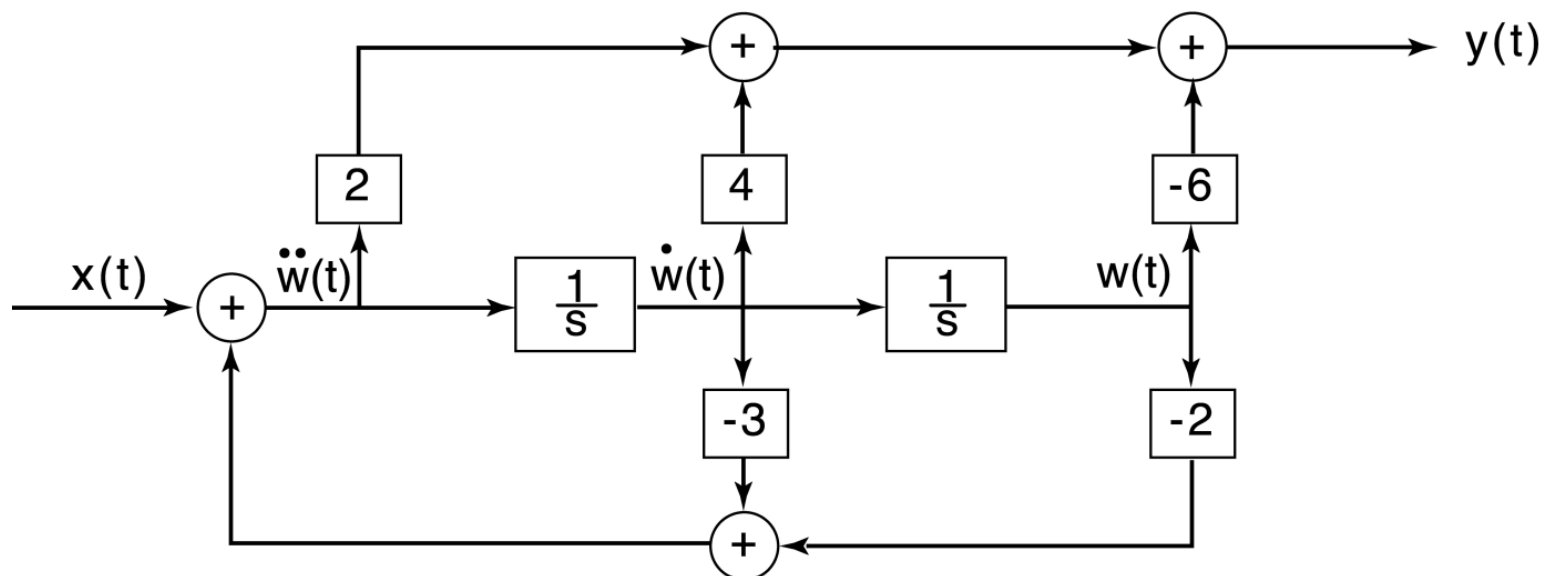 + + y(t)
2 4 -6
x(t) + ẅ(t) 1/s ẇ(t) 1/s w(t)
-3 -2
+